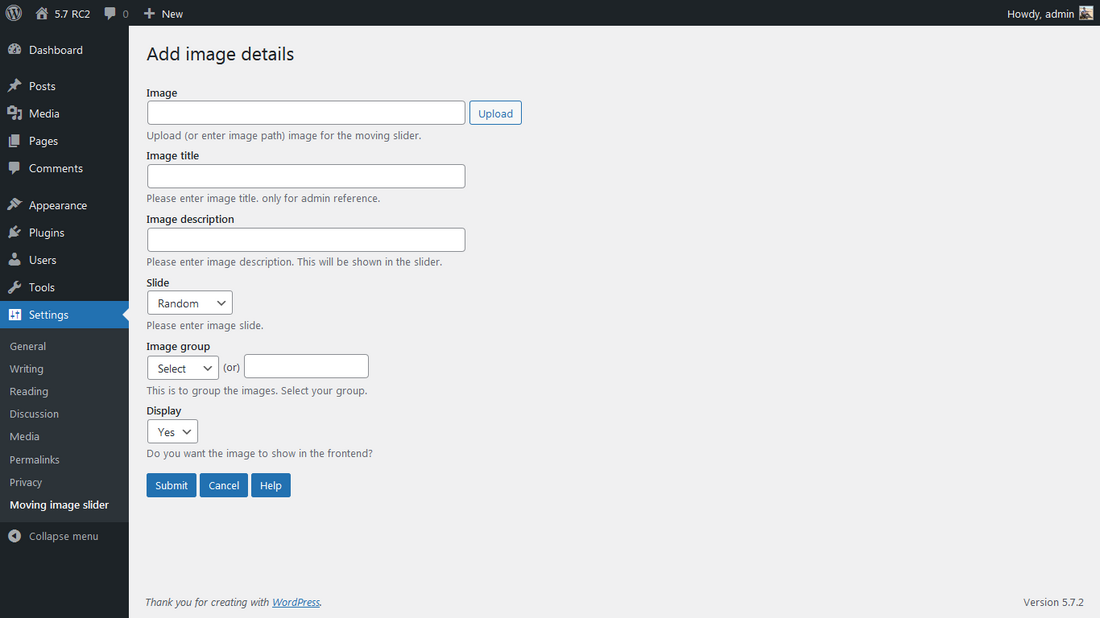 5.7 RC2 0 New Howdy, admin
Dashboard
Posts
Media
Pages
Comments
Appearance
Plugins
Users
Tools
Settings
General
Writing
Reading
Discussion
Media
Permalinks
Privacy
Moving image slider
Collapse menu
Add image details
Image
Upload
Upload (or enter image path) image for the moving slider.
Image title
Please enter image title. only for admin reference.
Image description
Please enter image description. This will be shown in the slider.
Slide
Random
Please enter image slide.
Image group
Select (or)
This is to group the images. Select your group.
Display
Yes
Do you want the image to show in the frontend?
Submit Cancel Help
Thank you for creating with WordPress. Version 5.7.2